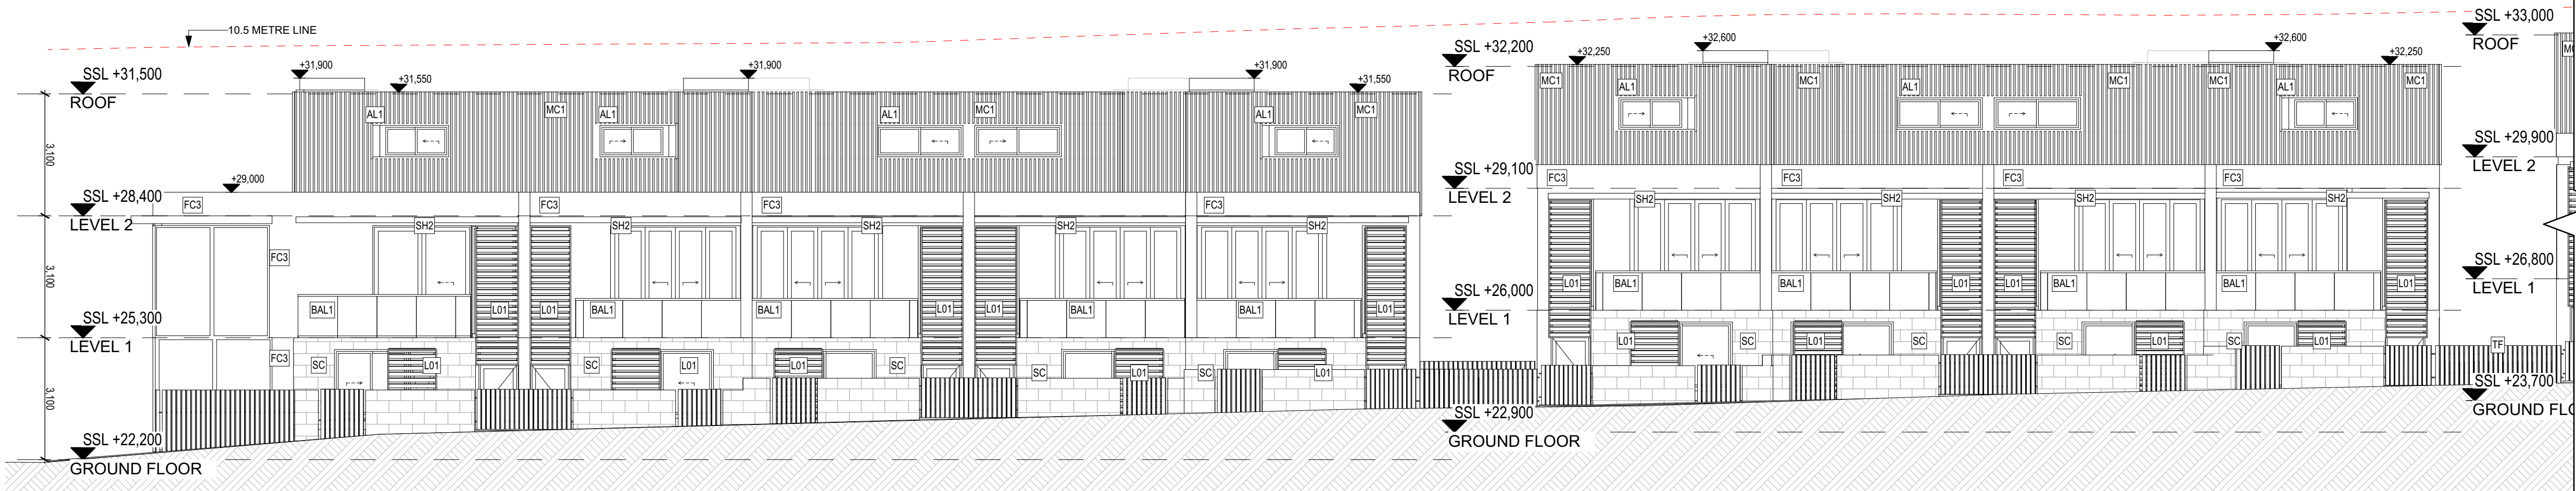 10.5 METRE LINE
SSL +33,000
ROOF
+32,600
+32,600
+32,250
+32,250
SSL +32,200
ROOF
+31,900
+31,900
+31,900
+31,550
+31,550
SSL +31,500
ROOF
MC1
AL1
MC1
AL1
MC1
MC1
AL1
MC1
AL1
MC1
AL1
AL1
MC1
AL1
MC1
3,100
SSL +29,900
LEVEL 2
SSL +29,100
LEVEL 2
+29,000
FC3
FC3
FC3
FC3
SSL +28,400
LEVEL 2
FC3
FC3
FC3
FC3
SH2
SH2
SH2
SH2
SH2
SH2
SH2
SH2
SH2
FC3
SSL +26,800
LEVEL 1
3,100
SSL +26,000
LEVEL 1
L01
BAL1
BAL1
L01
L01
BAL1
BAL1
L01
BAL1
L01
L01
BAL1
BAL1
L01
L01
BAL1
BAL1
L01
SSL +25,300
LEVEL 1
L01
SC
L01
SC
SC
L01
SC
L01
TF
FC3
SC
L01
SC
L01
L01
SC
SC
L01
SC
L01
3,100
SSL +23,700
GROUND FLO
SSL +22,900
GROUND FLOOR
SSL +22,200
GROUND FLOOR